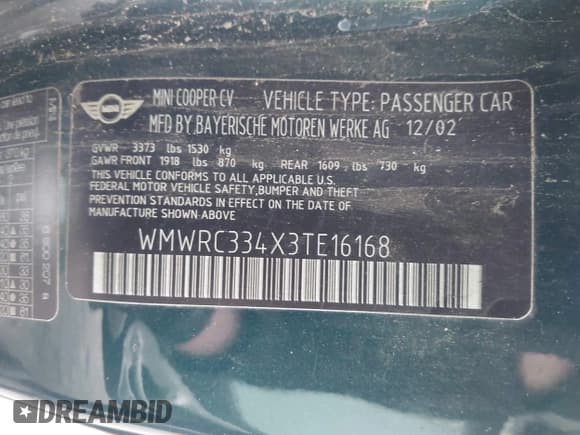 MINI COOPER CV VEHICLE TYPE: PASSENGER CAR
MFD BY BAYERISCHE MOTOREN WERKE AG 12/02
GVWR 3373 lbs 1530 kg
GAWR FRONT 1918 lbs 870 kg REAR 1609 lbs 730 kg
THIS VEHICLE CONFORMS TO ALL APPLICABLE U.S.
FEDERAL MOTOR VEHICLE SAFETY, BUMPER AND THEFT
PREVENTION STANDARDS IN EFFECT ON THE DATE OF
MANUFACTURE SHOWN ABOVE.
WMWRC334X3TE16168
DREAMBID